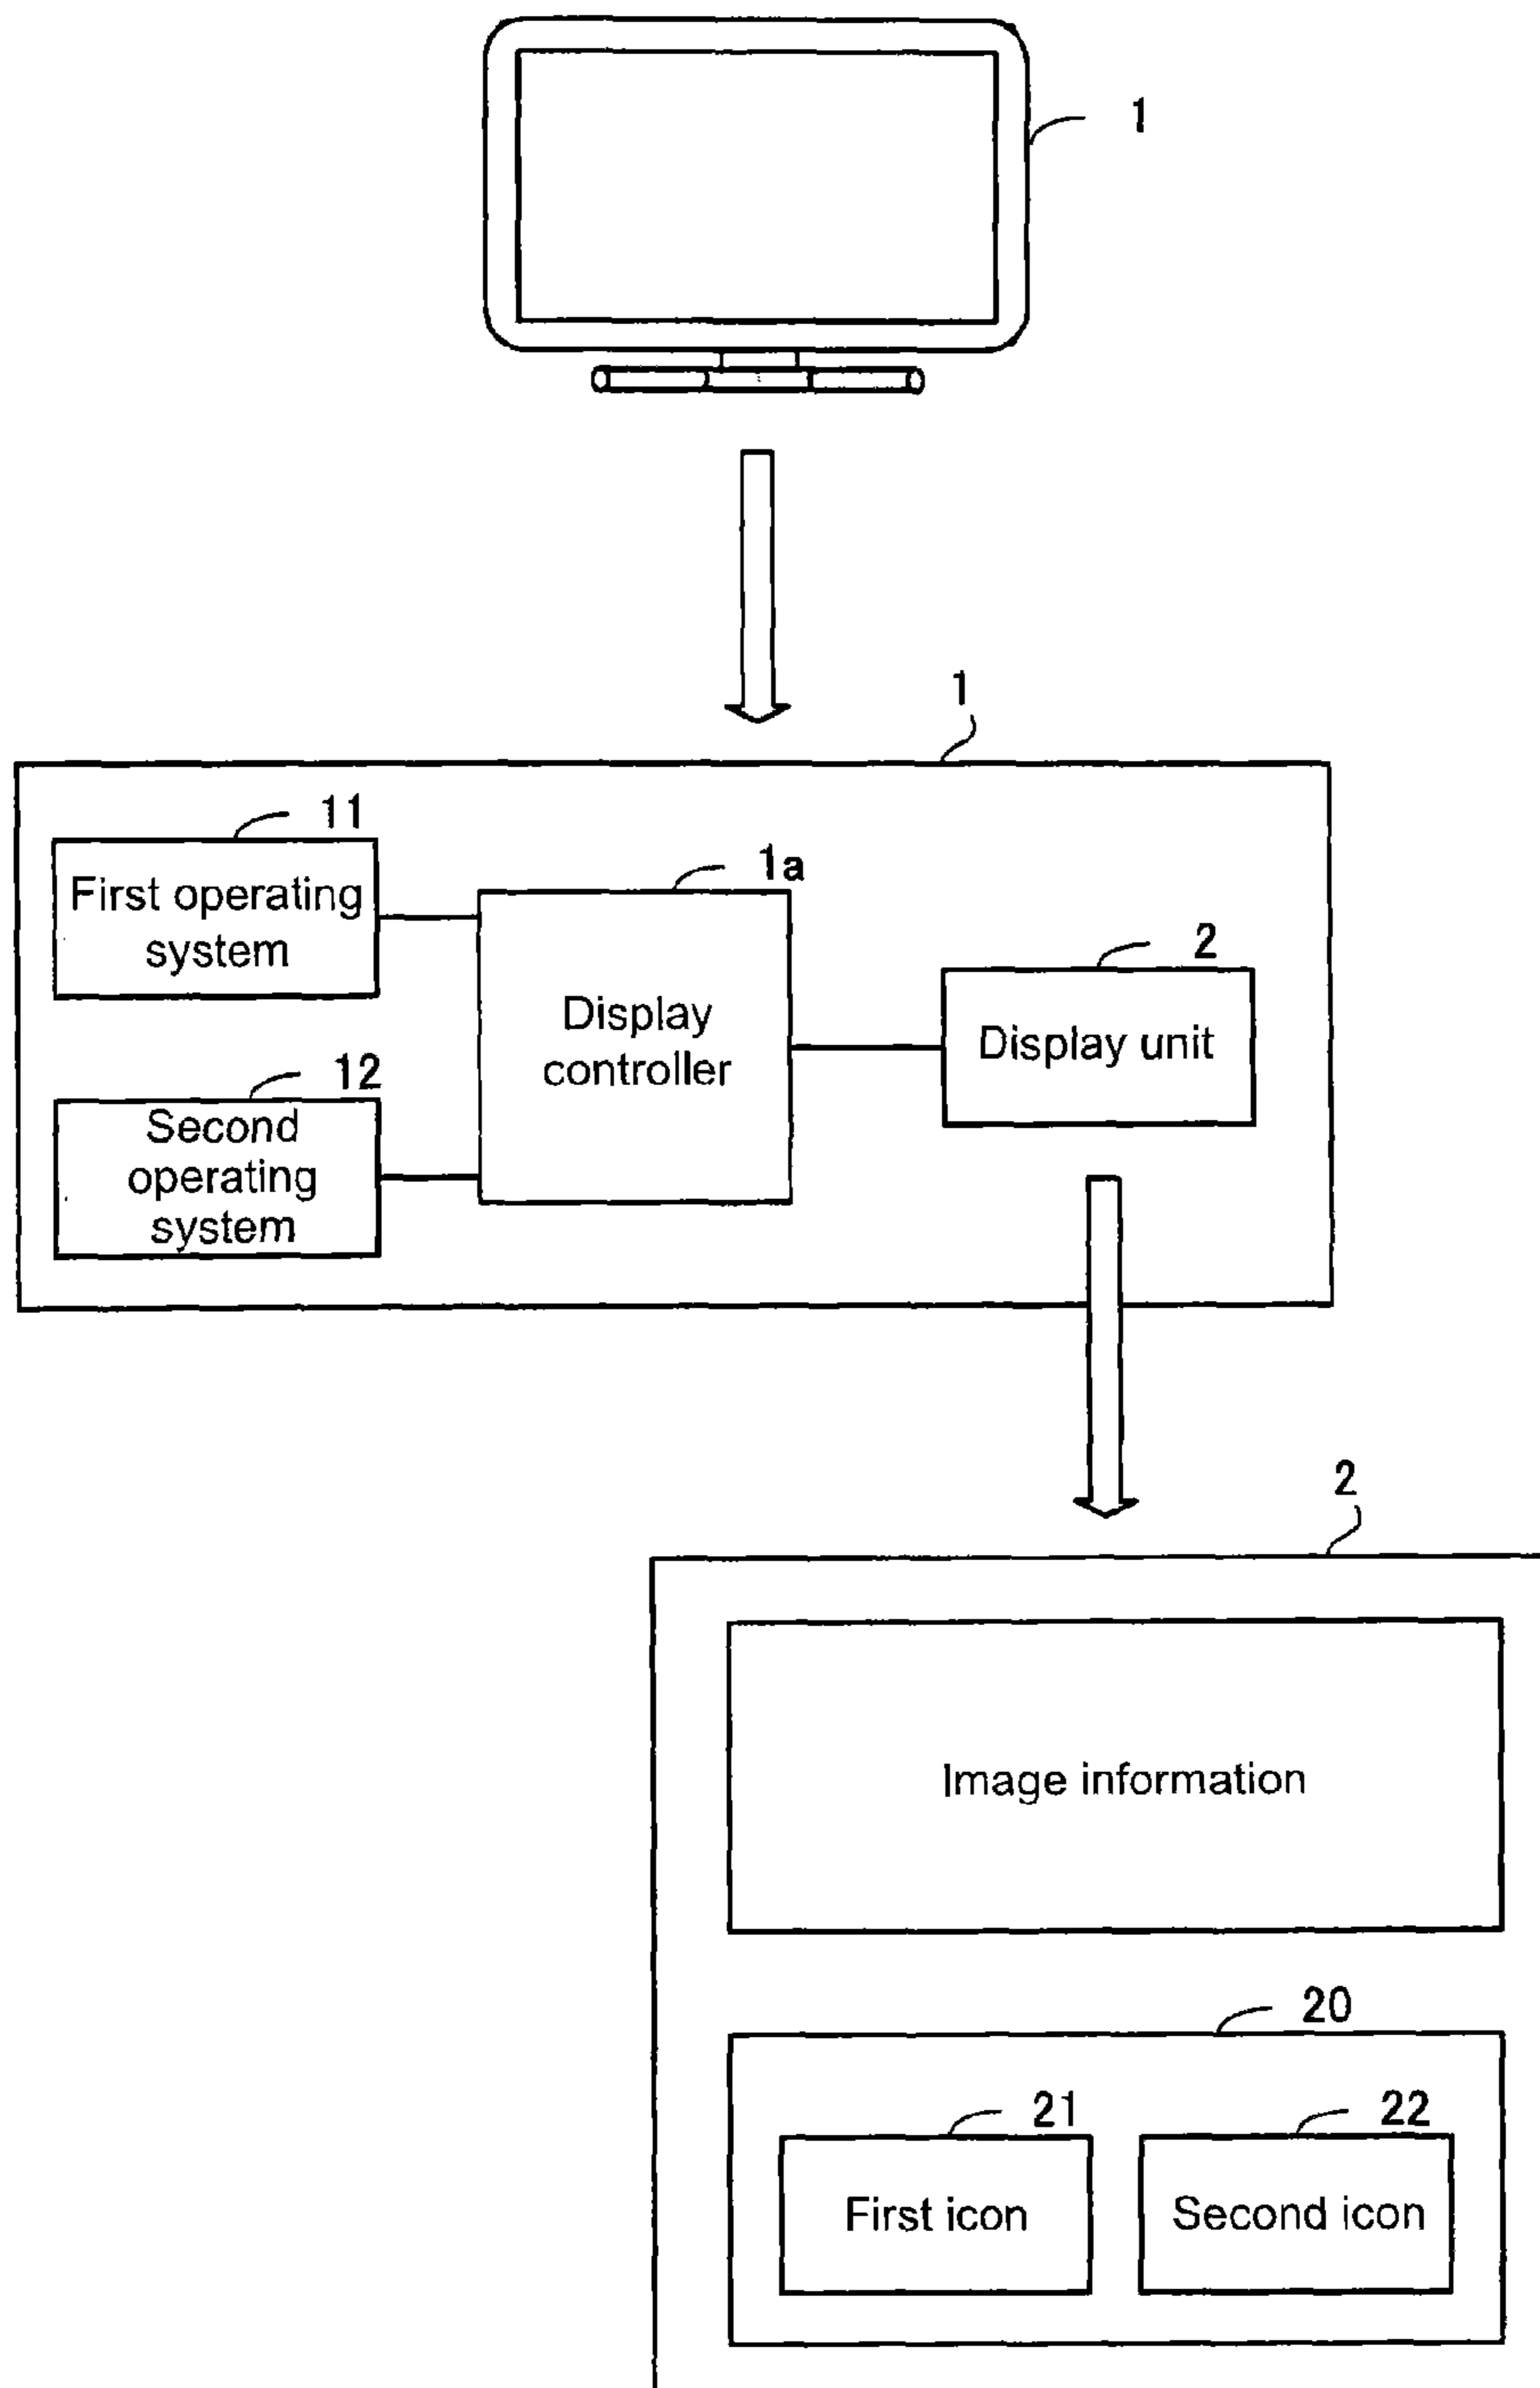 1
1
11
First operating
system
1a
Display
controller
2
Display unit
12
Second
operating
system
2
Image information
20
21
First icon
22
Second icon